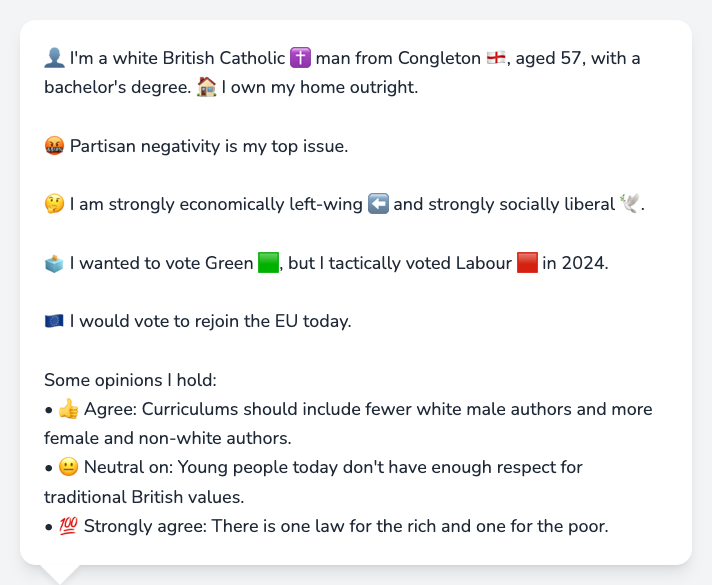 👤 I'm a white British Catholic ✝️ man from Congleton 🏴󠁧󠁢󠁥󠁮󠁧󠁿, aged 57, with a
bachelor's degree. 🏠 I own my home outright.
🤬 Partisan negativity is my top issue.
🤔 I am strongly economically left-wing ⬅️ and strongly socially liberal 🕊️.
🗳️ I wanted to vote Green 🟩, but I tactically voted Labour 🟥 in 2024.
🇪🇺 I would vote to rejoin the EU today.
Some opinions I hold:
• 👍 Agree: Curriculums should include fewer white male authors and more
female and non-white authors.
• 😐 Neutral on: Young people today don't have enough respect for
traditional British values.
• 💯 Strongly agree: There is one law for the rich and one for the poor.